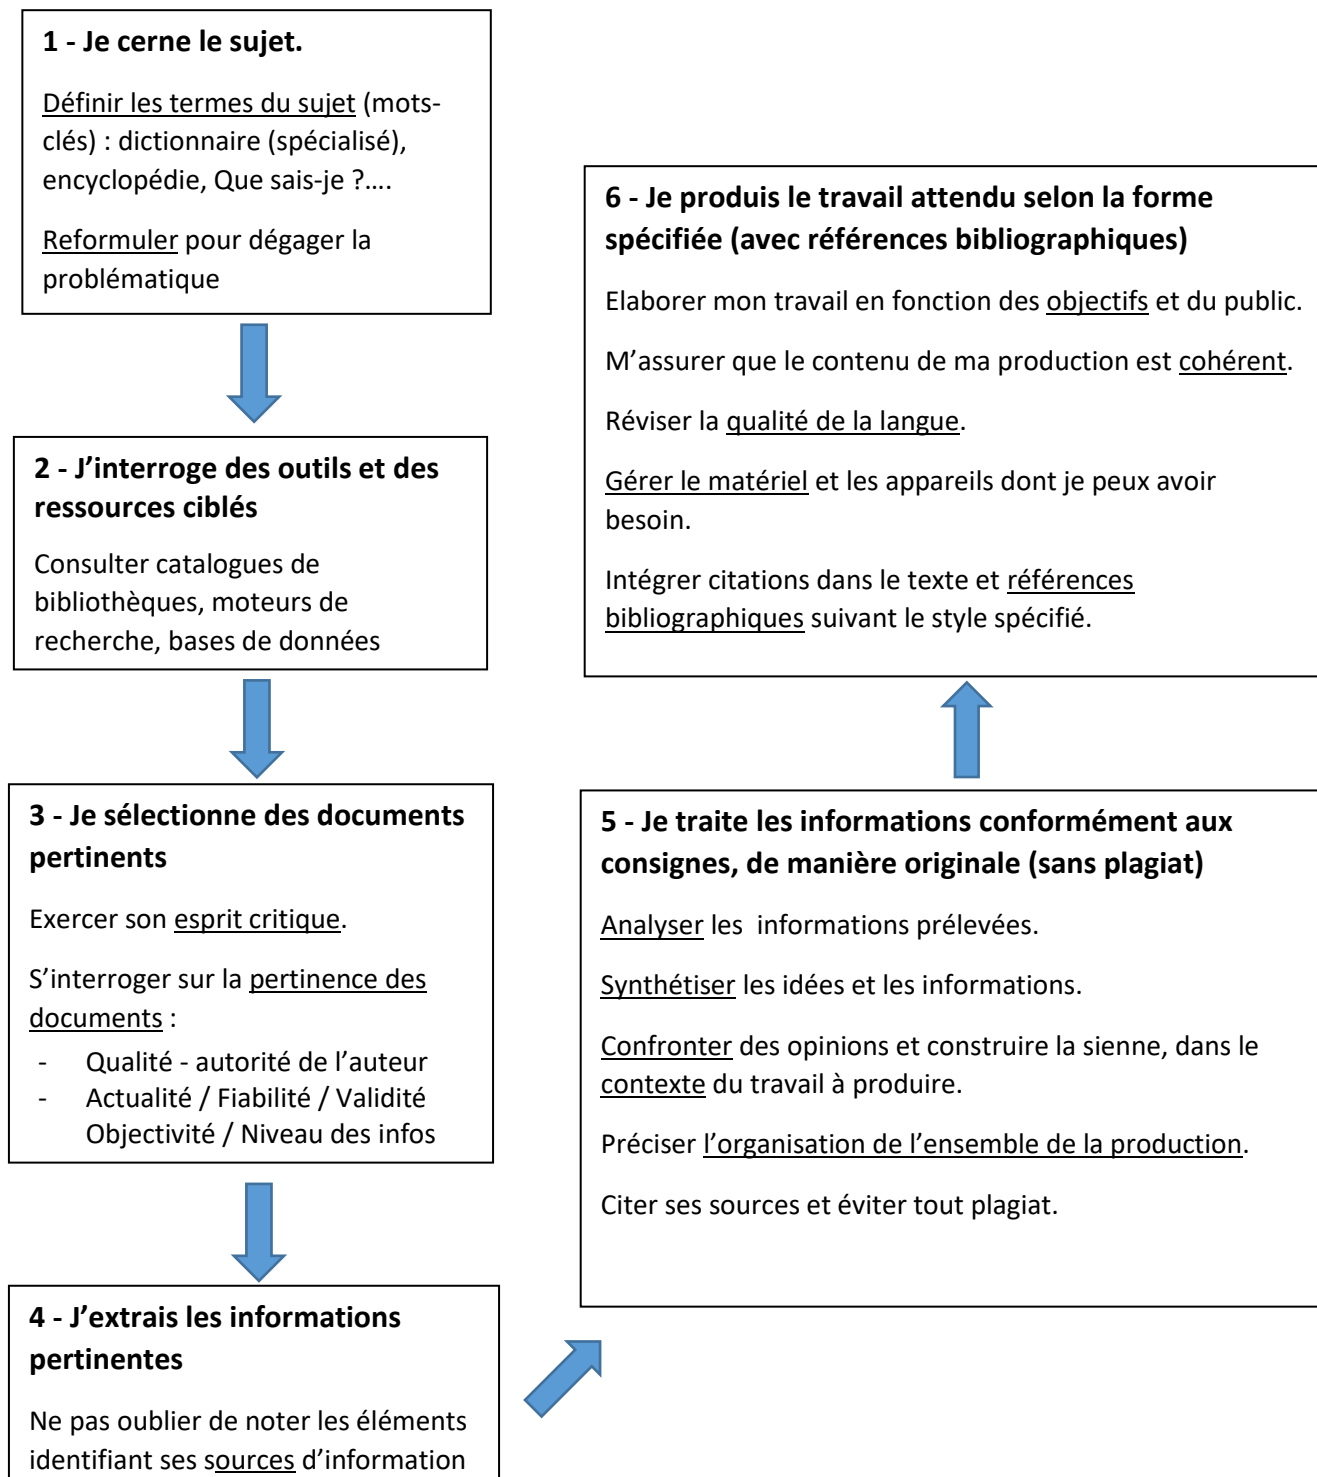 1 - Je cerne le sujet.
Définir les termes du sujet (mots-
clés) : dictionnaire (spécialisé),
encyclopédie, Que sais-je ?….
Reformuler pour dégager la
problématique
2 - J’interroge des outils et des
ressources ciblés
Consulter catalogues de
bibliothèques, moteurs de
recherche, bases de données
3 - Je sélectionne des documents
pertinents
Exercer son esprit critique.
S’interroger sur la pertinence des
documents :
- Qualité - autorité de l’auteur
- Actualité / Fiabilité / Validité
Objectivité / Niveau des infos
4 - J’extrais les informations
pertinentes
Ne pas oublier de noter les éléments
identifiant ses sources d’information
5 - Je traite les informations conformément aux
consignes, de manière originale (sans plagiat)
Analyser les  informations prélevées.
Synthétiser les idées et les informations.
Confronter des opinions et construire la sienne, dans le
contexte du travail à produire.
Préciser l’organisation de l’ensemble de la production.
Citer ses sources et éviter tout plagiat.
6 - Je produis le travail attendu selon la forme
spécifiée (avec références bibliographiques)
Elaborer mon travail en fonction des objectifs et du public.
M’assurer que le contenu de ma production est cohérent.
Réviser la qualité de la langue.
Gérer le matériel et les appareils dont je peux avoir
besoin.
Intégrer citations dans le texte et références
bibliographiques suivant le style spécifié.